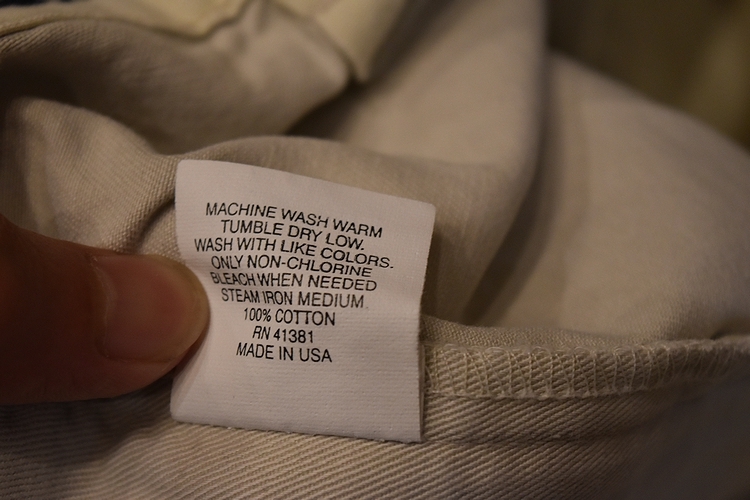 MACHINE WASH WARM
TUMBLE DRY LOW.
WASH WITH LIKE COLORS.
ONLY NON-CHLORINE
BLEACH WHEN NEEDED
STEAM IRON MEDIUM.
100% COTTON
RN 41381
MADE IN USA